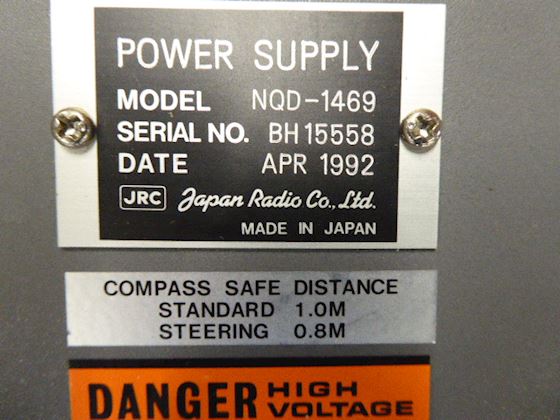 POWER SUPPLY
MODEL NQD-1469
SERIAL NO. BH15558
DATE APR 1992
JRC Japan Radio Co., Ltd.
MADE IN JAPAN
COMPASS SAFE DISTANCE
STANDARD 1.0M
STEERING 0.8M
DANGER HIGH VOLTAGE